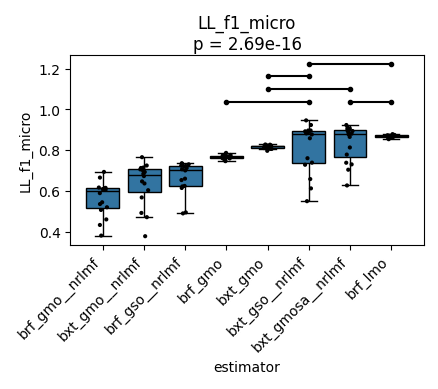 LL_f1_micro
p = 2.69e-16
LL_f1_micro
1.2
1.0
0.8
0.6
0.4
brf_gmo__nrlmf
bxt_gmo__nrlmf
brf_gso__nrlmf
brf_gmo
bxt_gmo
bxt_gso__nrlmf
bxt_gmosa__nrlmf
brf_lmo
estimator